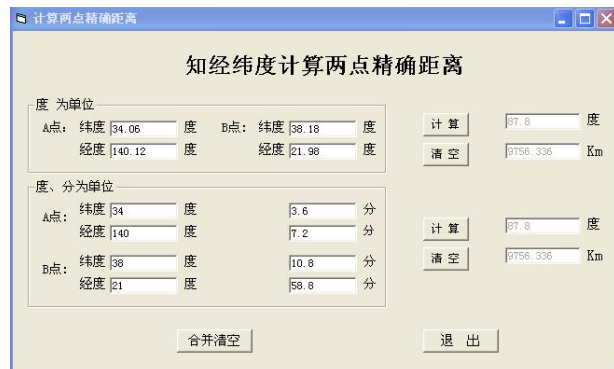 计算两点精确距离
知经纬度计算两点精确距离
度 为单位
A点: 纬度 34.06 度 B点: 纬度 38.18 度 计算 87.8 度
经度 140.12 度 经度 21.98 度 清空 9756.336 Km
度、分为单位
A点: 纬度 34 度 3.6 分
经度 140 度 7.2 分 计算 87.8 度
B点: 纬度 38 度 10.8 分 清空 9756.336 Km
经度 21 度 58.8 分
合并清空 退 出